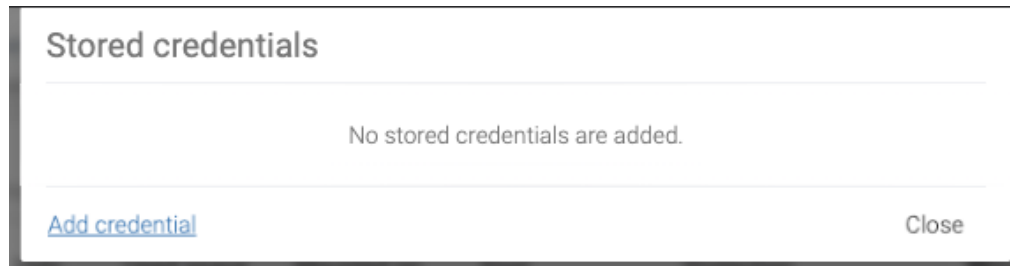 Stored credentials
No stored credentials are added.
Add credential
Close